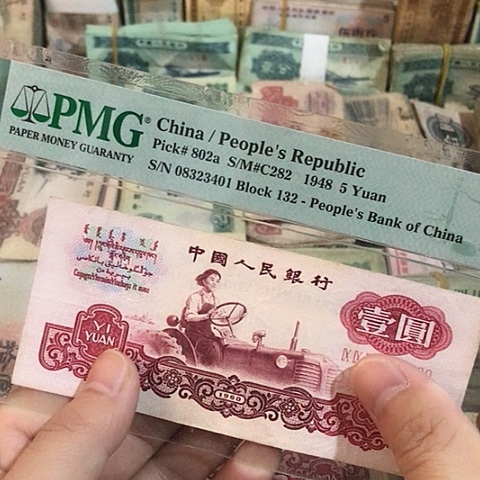 PMG®
PAPER MONEY GUARANTY
China / People's Republic
Pick# 802a S/M#C282 1948 5 Yuan
S/N 08323401 Block 132 - People's Bank of China
中國人民銀行
壹圓
YI
YUAN
1960